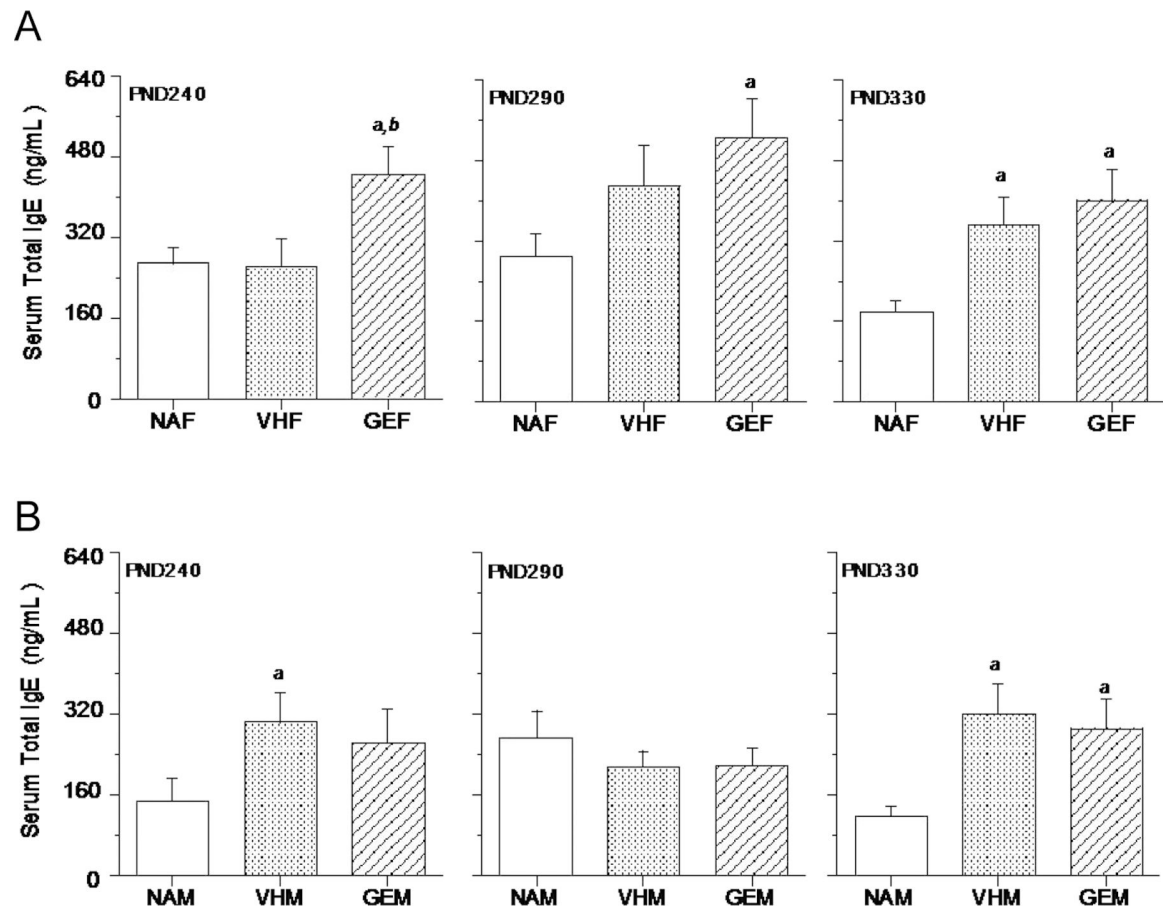 A
Serum Total IgE (ng/mL)
640
480
320
160
0
PND240
a,b
NAF VHF GEF
PND290
a
NAF VHF GEF
PND330
a a
NAF VHF GEF
B
Serum Total IgE (ng/mL)
640
480
320
160
0
PND240
a
NAM VHM GEM
PND290
NAM VHM GEM
PND330
a a
NAM VHM GEM